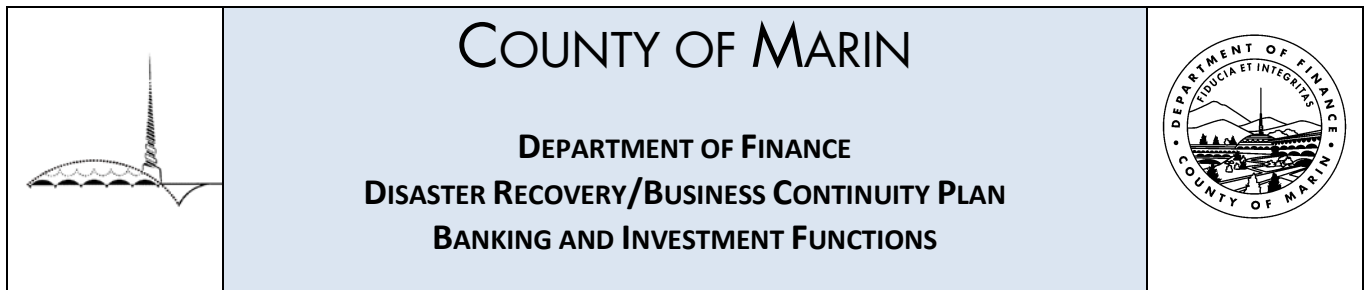 COUNTY OF MARIN
DEPARTMENT OF FINANCE
DISASTER RECOVERY/BUSINESS CONTINUITY PLAN
BANKING AND INVESTMENT FUNCTIONS
DEPARTMENT OF FINANCE
FIDUCIA ET INTEGRITAS
COUNTY OF MARIN